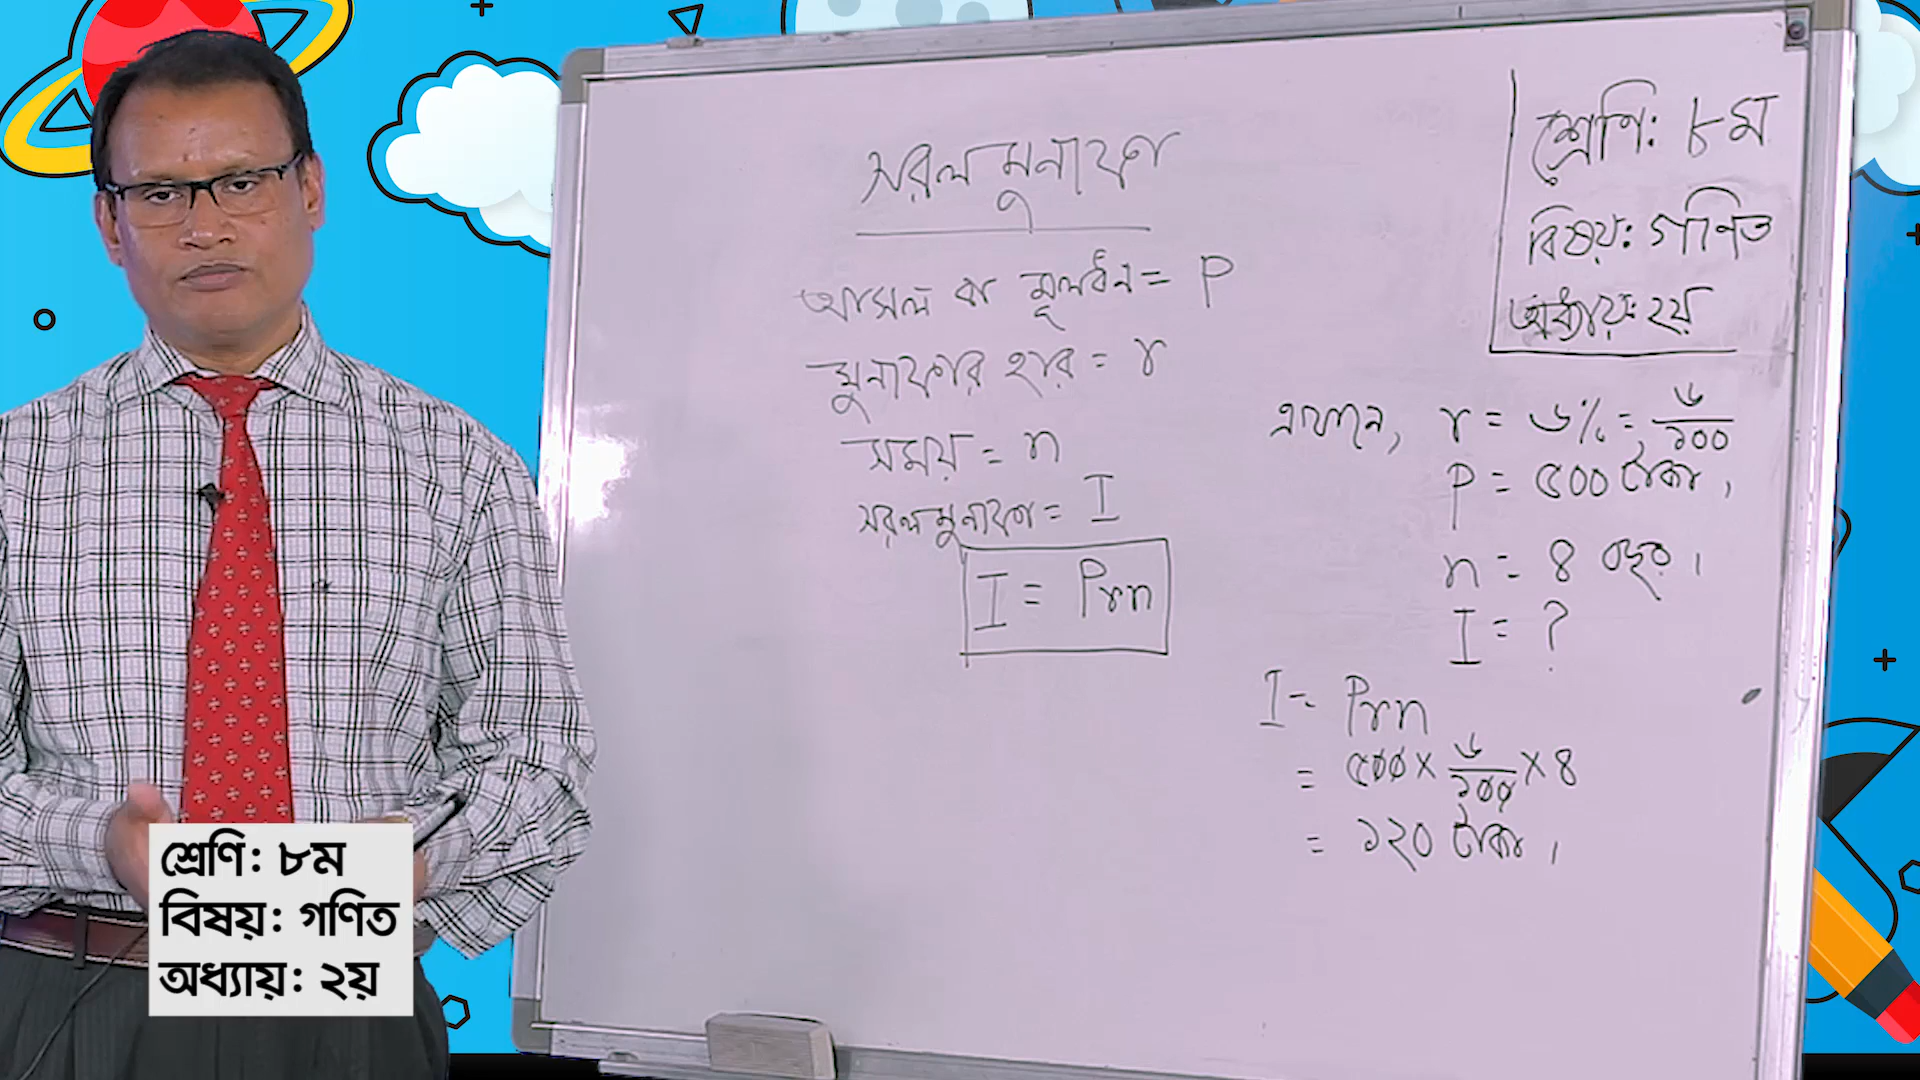 সরল মুনাফা
আসল বা মূলধন = P
মুনাফার হার = r
সময় = n
সরল মুনাফা = I
I = Prn
শ্রেণি: ৮ম
বিষয়: গণিত
অধ্যায়: ২য়
এখানে, r = ৬% = ৬/১০০
P = ৫০০ টাকা,
n = ৪ বছর।
I = ?
I = Prn
= ৫০০ × ৬/১০০ × ৪
= ১২০ টাকা।
শ্রেণি: ৮ম
বিষয়: গণিত
অধ্যায়: ২য়